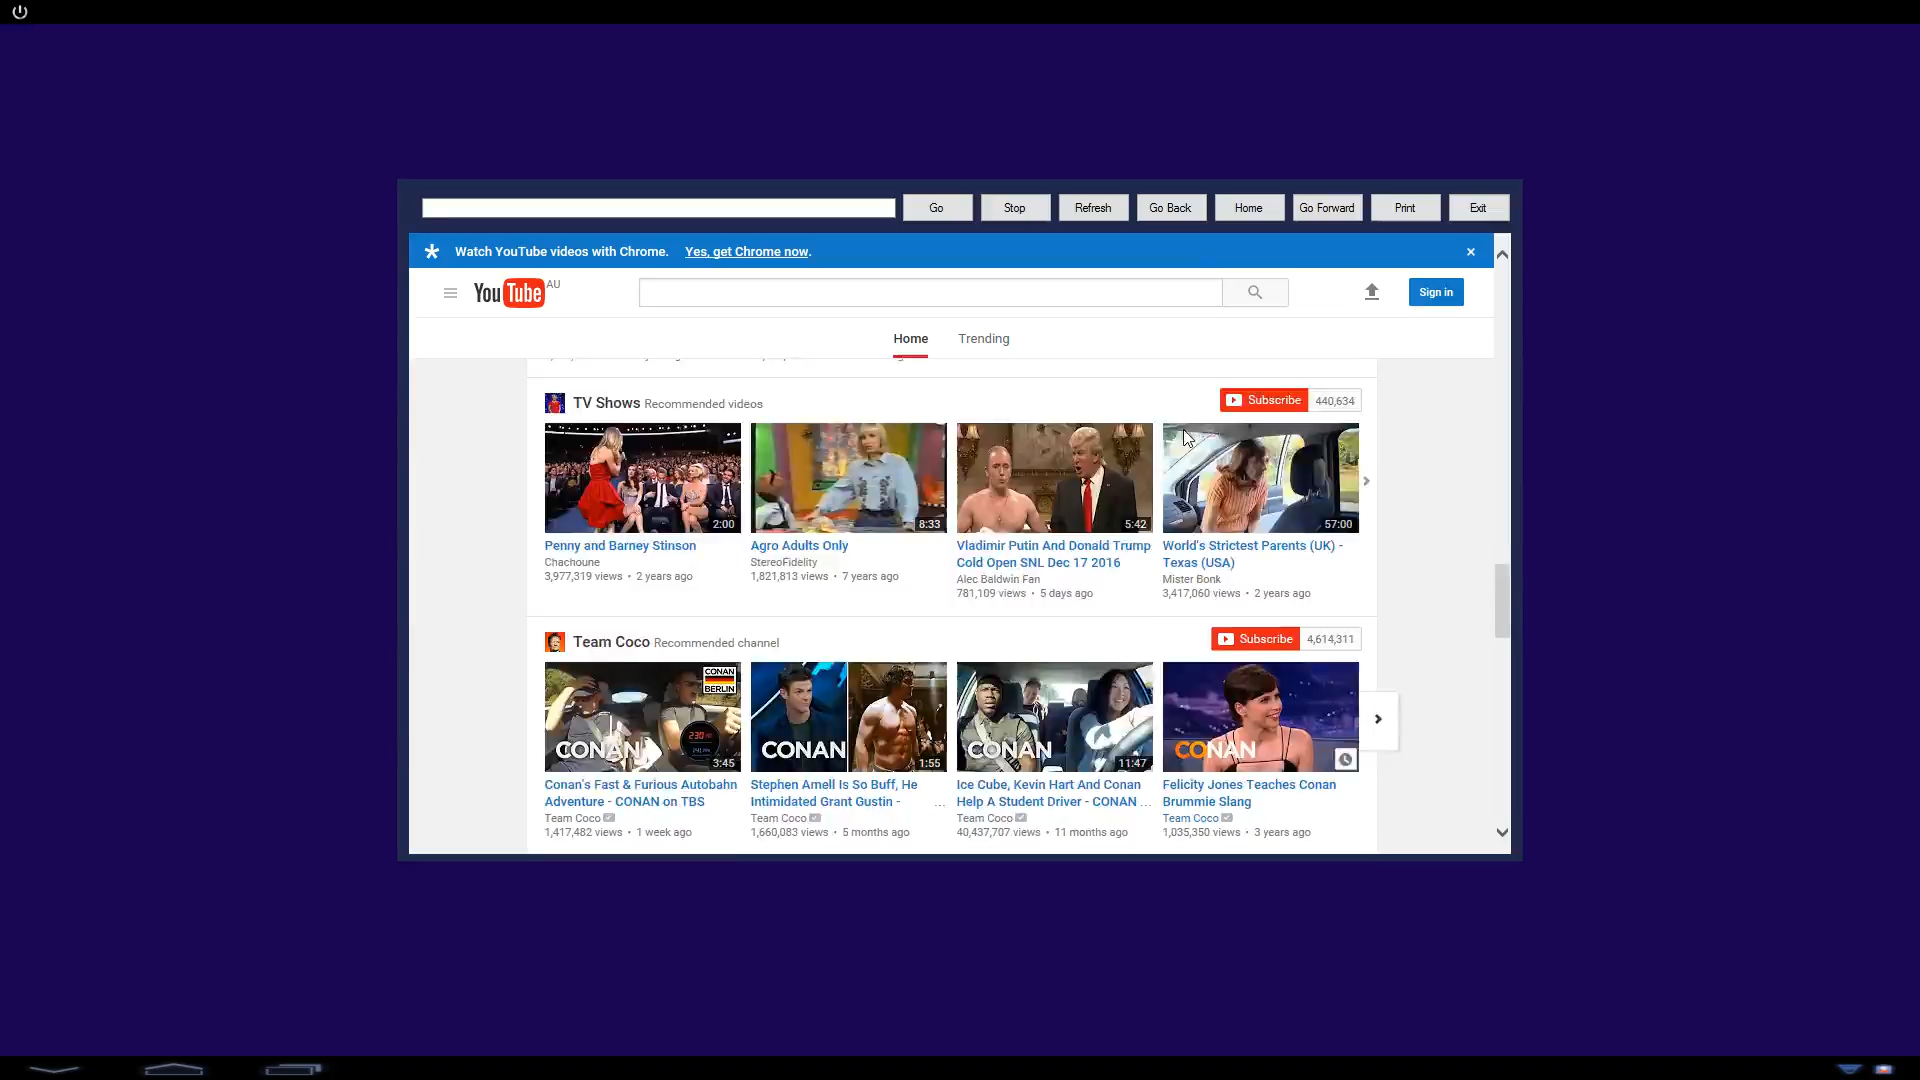 Go Stop Refresh Go Back Home Go Forward Print Exit
Watch YouTube videos with Chrome. Yes, get Chrome now. ×
YouTube AU Sign in
Home Trending
TV Shows Recommended videos Subscribe 440,634
2:00 8:33 5:42 57:00
Penny and Barney Stinson
Chachoune
3,977,319 views • 2 years ago
Agro Adults Only
StereoFidelity
1,821,813 views • 7 years ago
Vladimir Putin And Donald Trump
Cold Open SNL Dec 17 2016
Alec Baldwin Fan
781,109 views • 5 days ago
World's Strictest Parents (UK) -
Texas (USA)
Mister Bonk
3,417,060 views • 2 years ago
Team Coco Recommended channel Subscribe 4,614,311
CONAN
BERLIN
230
CONAN CONAN CONAN CONAN
3:45 1:55 11:47
Conan's Fast & Furious Autobahn
Adventure - CONAN on TBS
Team Coco
1,417,482 views • 1 week ago
Stephen Amell Is So Buff, He
Intimidated Grant Gustin - ...
Team Coco
1,660,083 views • 5 months ago
Ice Cube, Kevin Hart And Conan
Help A Student Driver - CONAN ...
Team Coco
40,437,707 views • 11 months ago
Felicity Jones Teaches Conan
Brummie Slang
Team Coco
1,035,350 views • 3 years ago